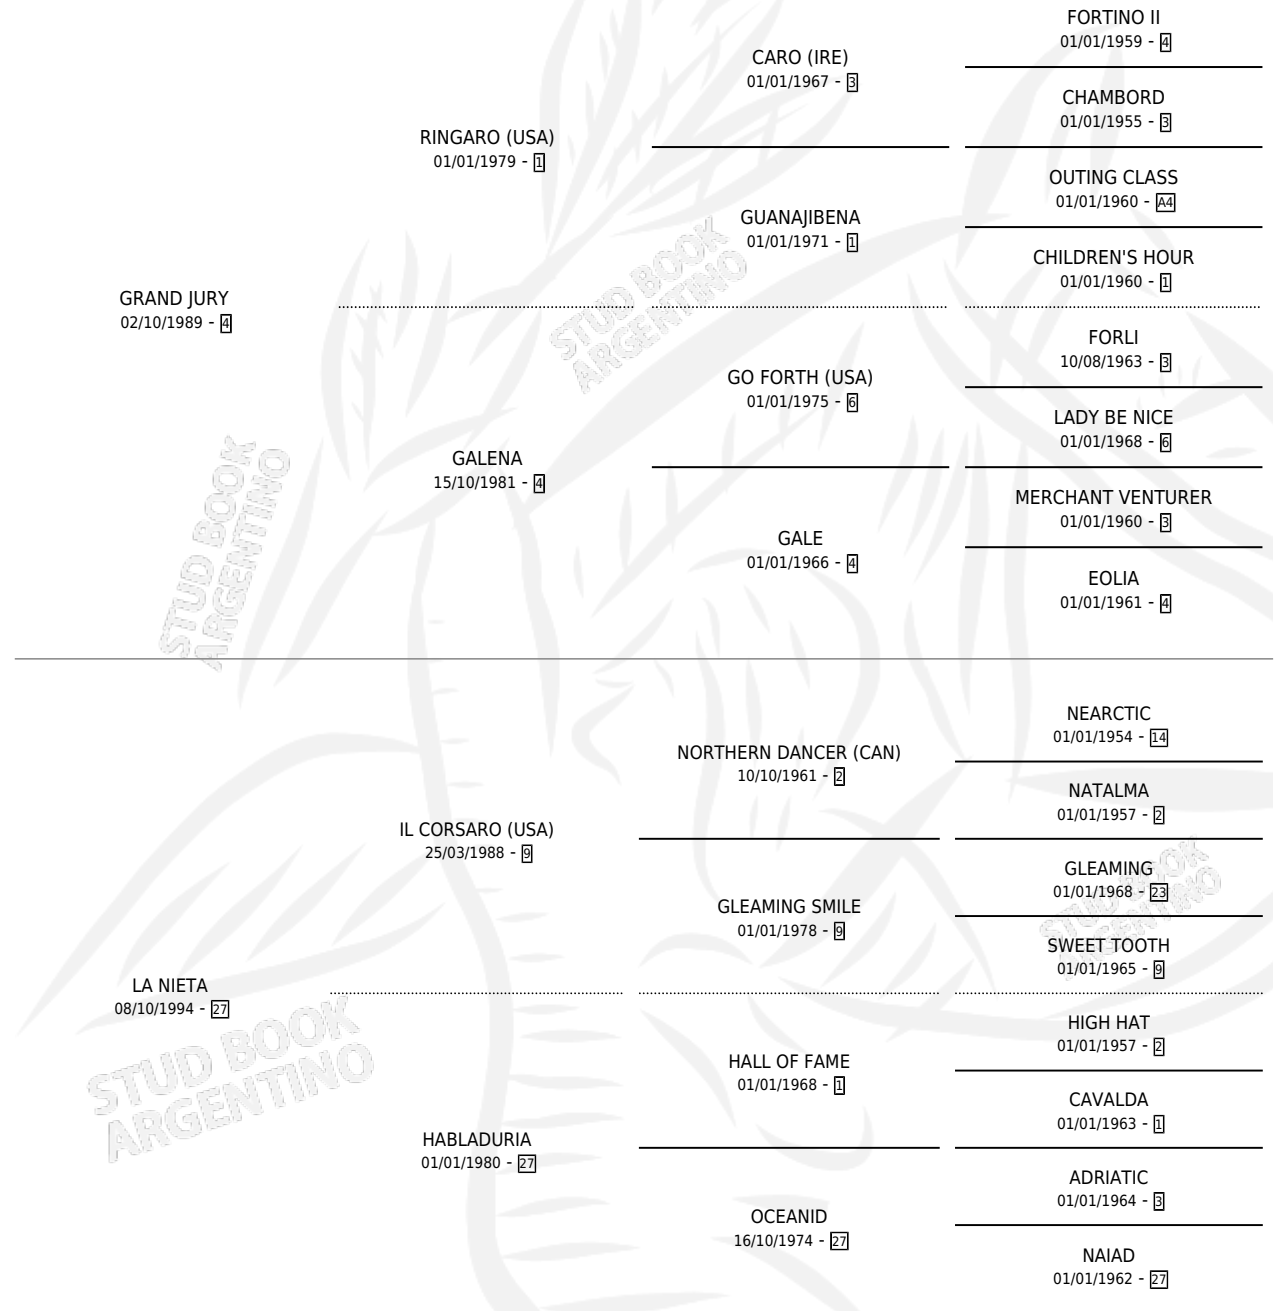 FORTINO II
01/01/1959 - 4
CARO (IRE)
01/01/1967 - 3
CHAMBORD
01/01/1955 - 3
RINGARO (USA)
01/01/1979 - 1
OUTING CLASS
01/01/1960 - A4
GUANAJIBENA
01/01/1971 - 1
CHILDREN'S HOUR
01/01/1960 - 1
GRAND JURY
02/10/1989 - 4
FORLI
10/08/1963 - 3
GO FORTH (USA)
01/01/1975 - 6
LADY BE NICE
01/01/1968 - 6
GALENA
15/10/1981 - 4
MERCHANT VENTURER
01/01/1960 - 3
GALE
01/01/1966 - 4
EOLIA
01/01/1961 - 4
NEARCTIC
01/01/1954 - 14
NORTHERN DANCER (CAN)
10/10/1961 - 2
NATALMA
01/01/1957 - 2
IL CORSARO (USA)
25/03/1988 - 9
GLEAMING
01/01/1968 - 23
GLEAMING SMILE
01/01/1978 - 9
SWEET TOOTH
01/01/1965 - 9
LA NIETA
08/10/1994 - 27
HIGH HAT
01/01/1957 - 2
HALL OF FAME
01/01/1968 - 1
CAVALDA
01/01/1963 - 1
HABLADURIA
01/01/1980 - 27
ADRIATIC
01/01/1964 - 3
OCEANID
16/10/1974 - 27
NAIAD
01/01/1962 - 27
STUD BOOK
ARGENTINO
STUD BOOK
ARGENTINO
STUD BOOK
ARGENTINO
STUD BOOK
ARGENTINO